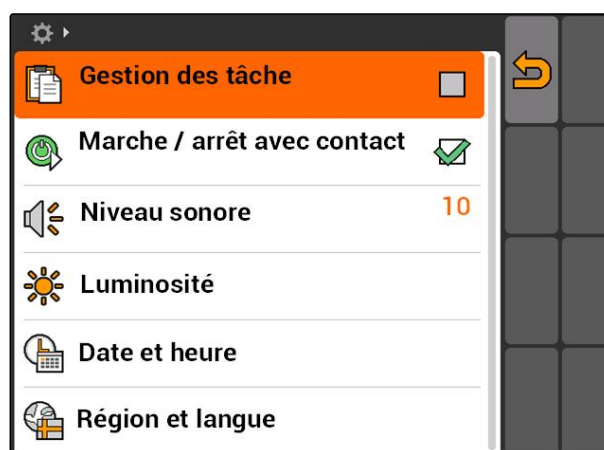 Gestion des tâche
Marche / arrêt avec contact
Niveau sonore 10
Luminosité
Date et heure
Région et langue